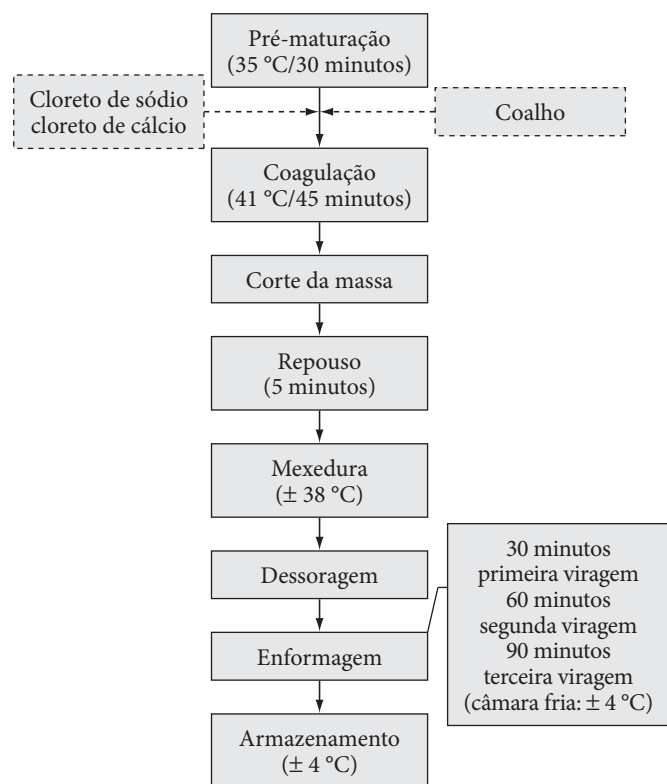 Pré-maturação
(35 °C/30 minutos)
Cloreto de sódio
cloreto de cálcio
Coalho
Coagulação
(41 °C/45 minutos)
Corte da massa
Repouso
(5 minutos)
Mexedura
(± 38 °C)
Dessoragem
Enformagem
30 minutos
primeira viragem
60 minutos
segunda viragem
90 minutos
terceira viragem
(câmara fria: ± 4 °C)
Armazenamento
(± 4 °C)